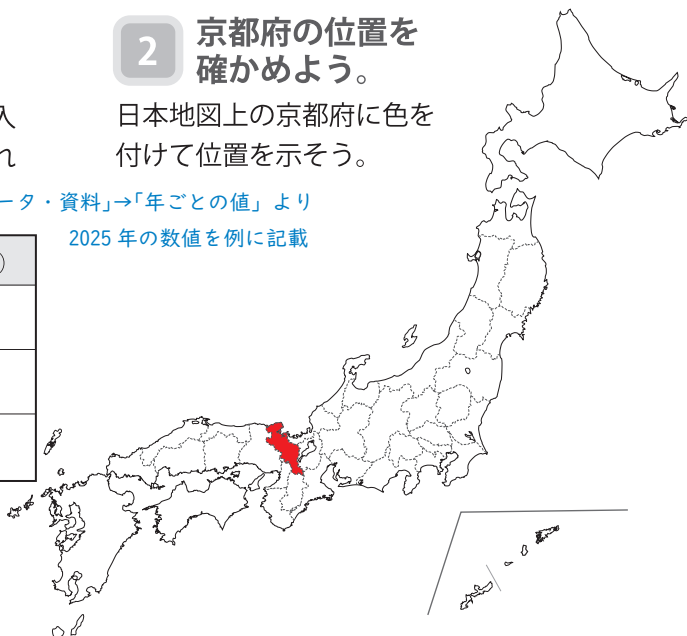 2
京都府の位置を
確かめよう。
入
れ
日本地図上の京都府に色を
付けて位置を示そう。
ータ・資料」→「年ごとの値」より
2025 年の数値を例に記載
）